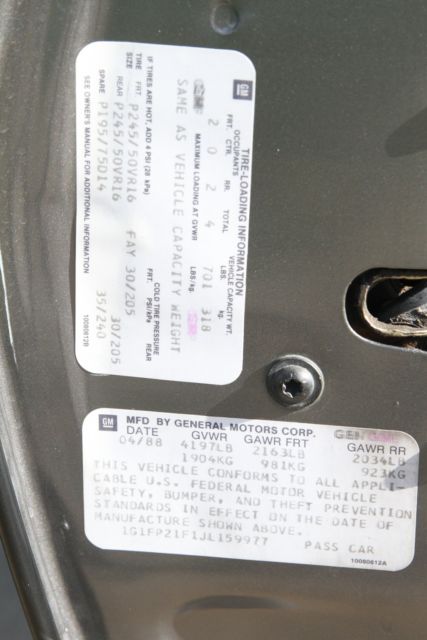 GM
TIRE-LOADING INFORMATION
OCCUPANTS VEHICLE CAPACITY WT.
FRT. CTR. RR. TOTAL LBS/kg. kg.
2 0 2 4 701 318
MAXIMUM LOADING AT GVWR
SAME AS VEHICLE CAPACITY WEIGHT
COLD TIRE PRESSURE
IF TIRES ARE HOT, ADD 4 PSI (28 kPa)
FRT. PSI/kPa REAR
TIRE FRT. P245/50VR16 FAY 30/205
SIZE REAR P245/50VR16 30/205
SPARE P195/75D14 35/240
SEE OWNER'S MANUAL FOR ADDITIONAL INFORMATION
10080612B
GM
MFD BY GENERAL MOTORS CORP.
DATE GVWR GAWR FRT GAWR RR
04/88 4197LB 2163LB 2034LB
1904KG 981KG 923KG
THIS VEHICLE CONFORMS TO ALL APPLI-
CABLE U.S. FEDERAL MOTOR VEHICLE
SAFETY, BUMPER, AND THEFT PREVENTION
STANDARDS IN EFFECT ON THE DATE OF
MANUFACTURE SHOWN ABOVE.
1G1FP21F1JL159977 PASS CAR
10080612A